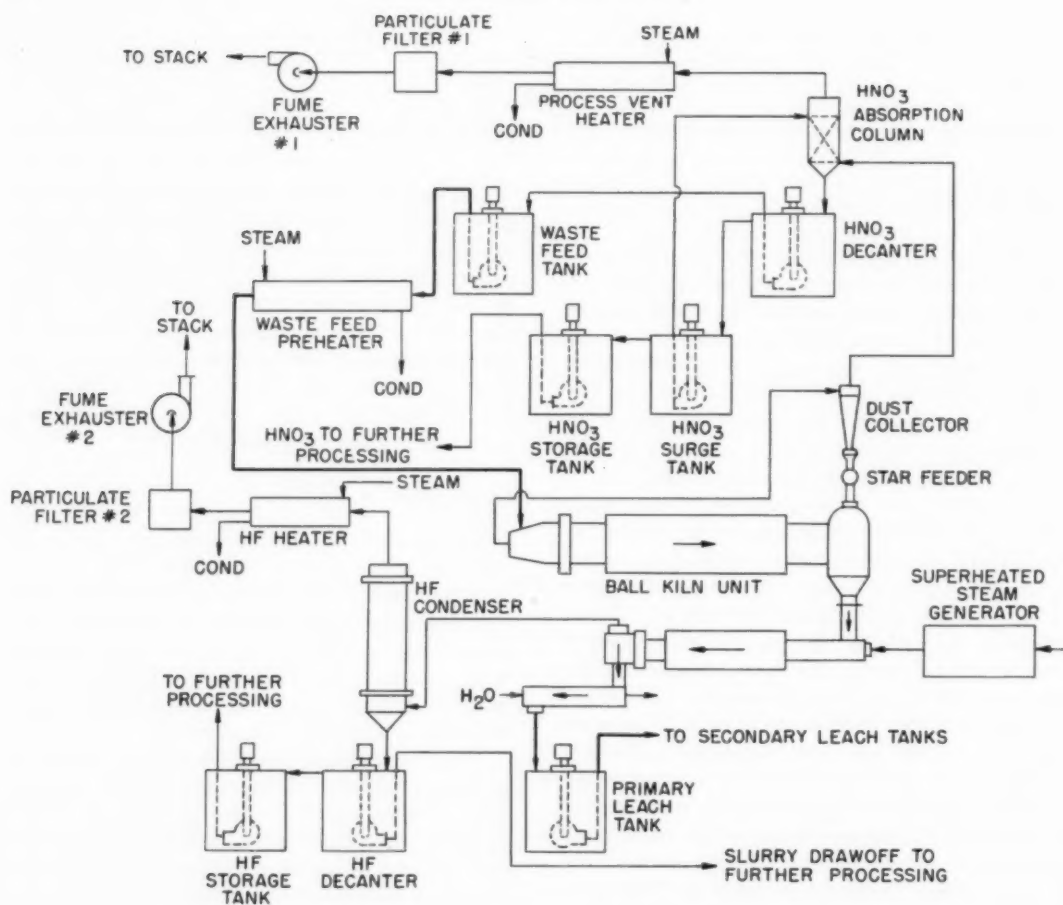 PARTICULATE
FILTER #1
STEAM
TO STACK
FUME
EXHAUSTER
#1
PROCESS VENT
HEATER
COND
HNO3
ABSORPTION
COLUMN
STEAM
WASTE
FEED
TANK
HNO3
DECANTER
WASTE FEED
PREHEATER
COND
TO
STACK
FUME
EXHAUSTER
#2
HNO3 TO FURTHER
PROCESSING
HNO3
STORAGE
TANK
HNO3
SURGE
TANK
DUST
COLLECTOR
STAR FEEDER
STEAM
PARTICULATE
FILTER #2
HF HEATER
COND
BALL KILN UNIT
HF
CONDENSER
SUPERHEATED
STEAM
GENERATOR
TO FURTHER
PROCESSING
H2O
TO SECONDARY LEACH TANKS
PRIMARY
LEACH
TANK
HF
STORAGE
TANK
HF
DECANTER
SLURRY DRAWOFF TO
FURTHER PROCESSING